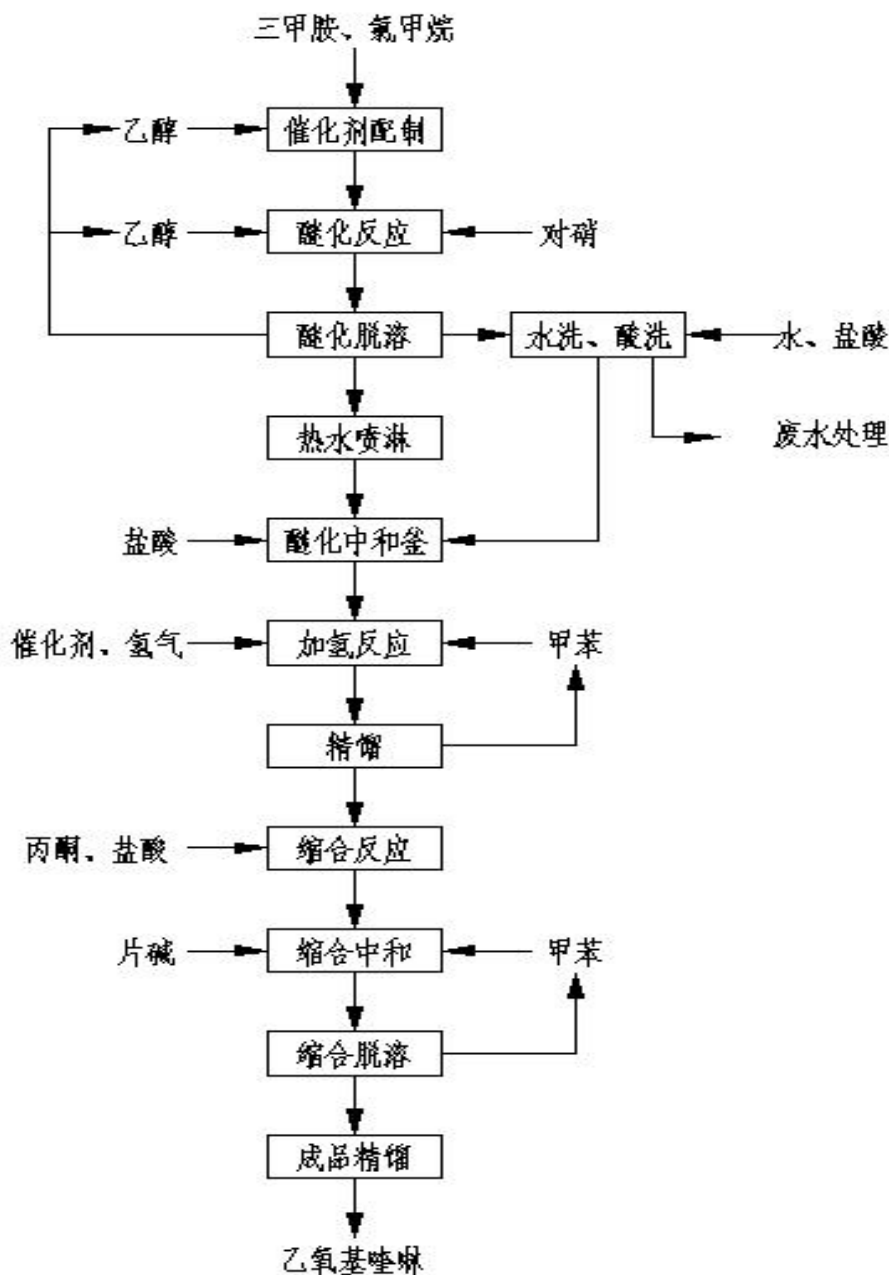 三甲胺、氯甲烷
乙醇
催化剂配制
乙醇
醚化反应
对硝
醚化脱溶
水洗、酸洗
水、盐酸
热水喷淋
废水处理
盐酸
醚化中和釜
催化剂、氢气
加氢反应
甲苯
精馏
丙酮、盐酸
缩合反应
片碱
缩合中和
甲苯
缩合脱溶
成品精馏
乙氧基喹啉